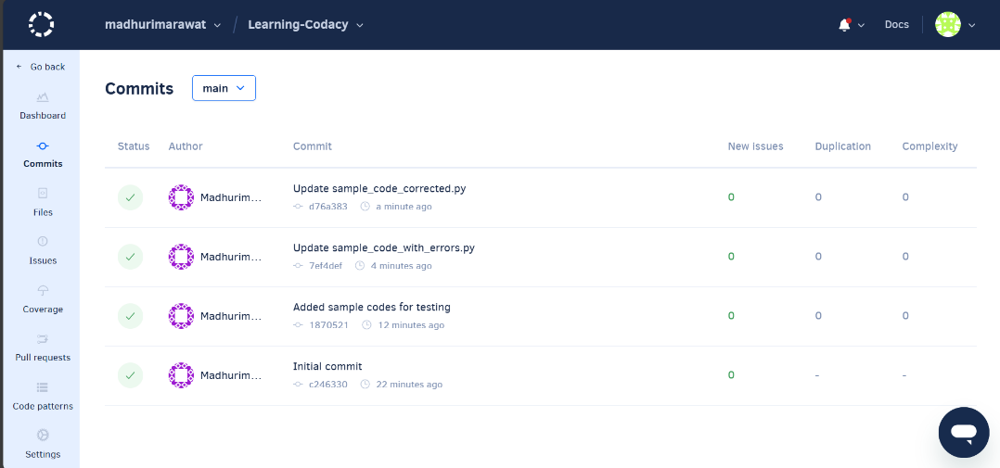 madhurimarawat / Learning-Codacy Docs
← Go back
Dashboard
Commits
Files
Issues
Coverage
Pull requests
Code patterns
Settings
Commits main
Status Author Commit New issues Duplication Complexity
Madhurim... Update sample_code_corrected.py 0 0 0
d76a383 a minute ago
Madhurim... Update sample_code_with_errors.py 0 0 0
7ef4def 4 minutes ago
Madhurim... Added sample codes for testing 0 0 0
1870521 12 minutes ago
Madhurim... Initial commit 0 - -
c246330 22 minutes ago